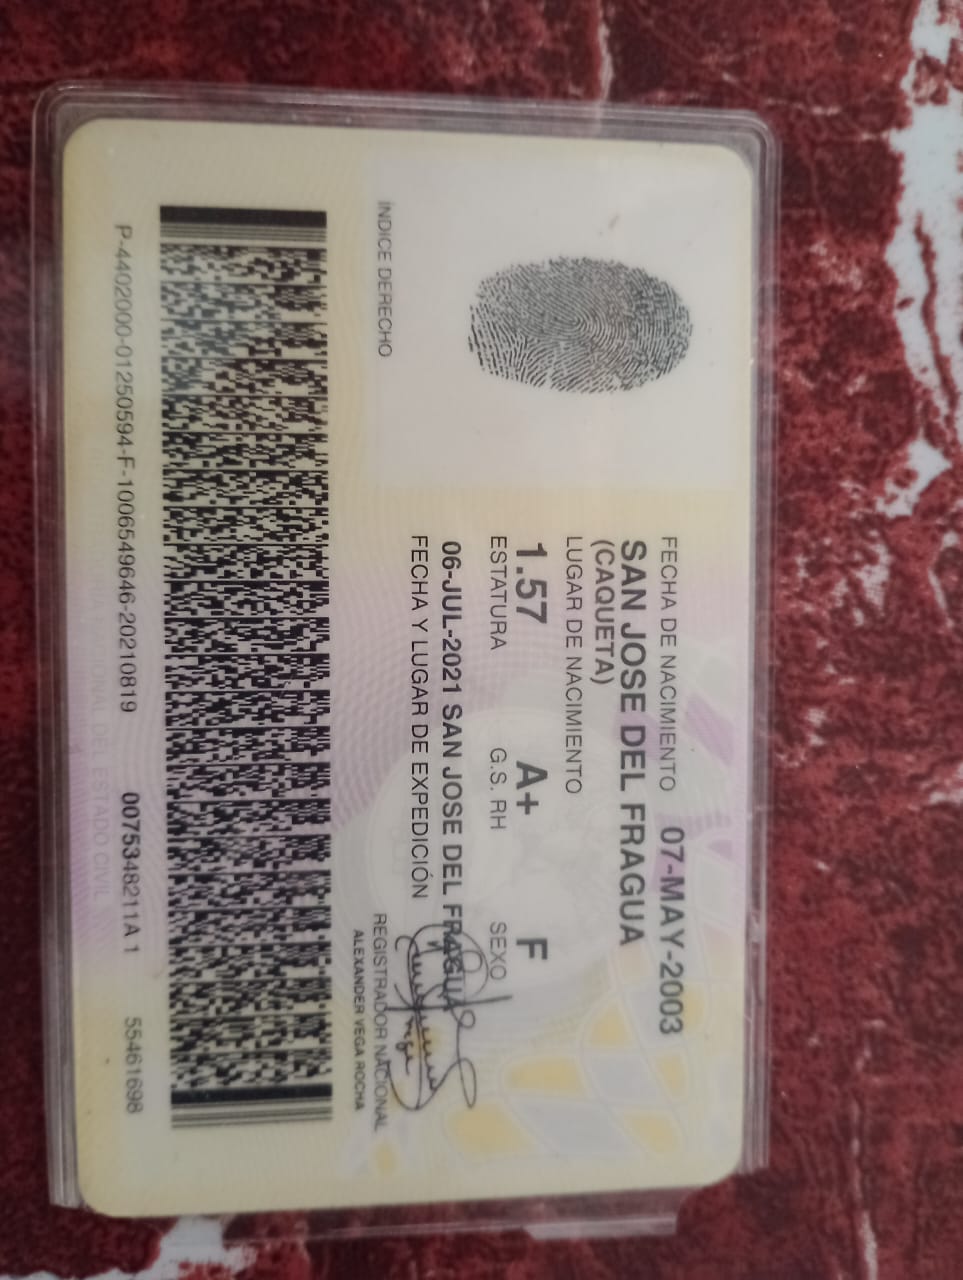 FECHA DE NACIMIENTO 07-MAY-2003
SAN JOSE DEL FRAGUA
(CAQUETA)
LUGAR DE NACIMIENTO
1.57 A+ F
ESTATURA G.S. RH SEXO
06-JUL-2021 SAN JOSE DEL FRAGUA
FECHA Y LUGAR DE EXPEDICIÓN
INDICE DERECHO
REGISTRADOR NACIONAL
ALEXANDER VEGA ROCHA
P-4402000-01250594-F-1006549646-20210819 0075348211A 1 55461698